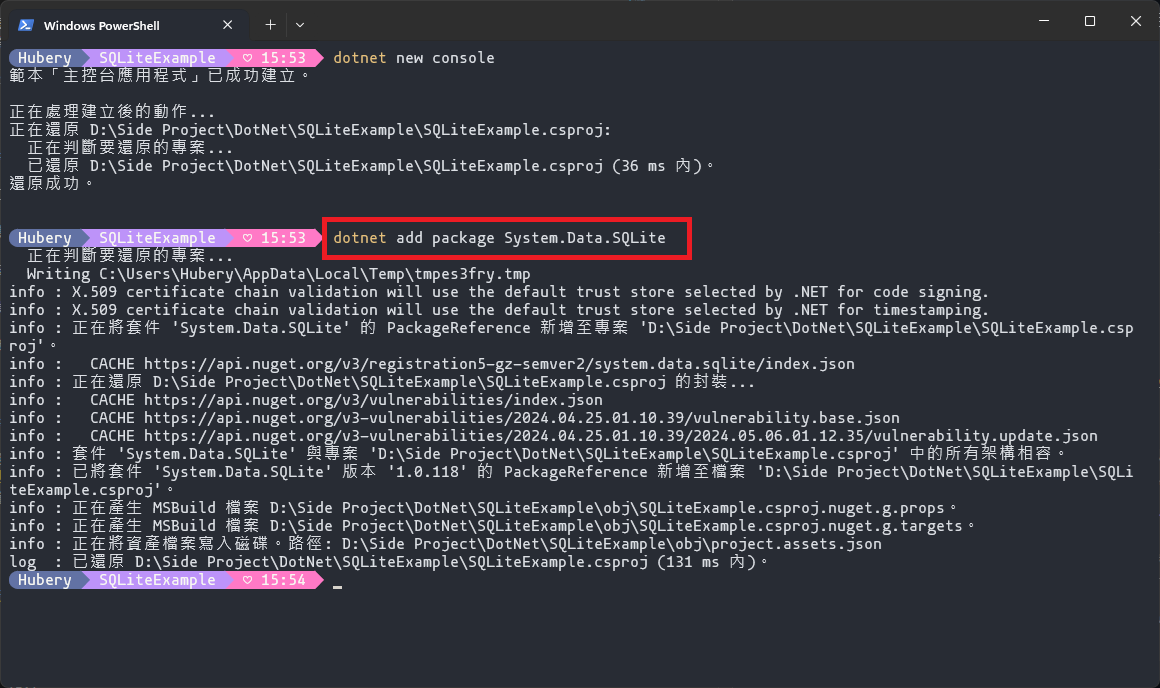 Windows PowerShell
Hubery SQLiteExample ♡ 15:53 dotnet new console
範本「主控台應用程式」已成功建立。
正在處理建立後的動作...
正在還原 D:\Side Project\DotNet\SQLiteExample\SQLiteExample.csproj:
正在判斷要還原的專案...
已還原 D:\Side Project\DotNet\SQLiteExample\SQLiteExample.csproj (36 ms 內)。
還原成功。
Hubery SQLiteExample ♡ 15:53 dotnet add package System.Data.SQLite
正在判斷要還原的專案...
Writing C:\Users\Hubery\AppData\Local\Temp\tmpes3fry.tmp
info : X.509 certificate chain validation will use the default trust store selected by .NET for code signing.
info : X.509 certificate chain validation will use the default trust store selected by .NET for timestamping.
info : 正在將套件 'System.Data.SQLite' 的 PackageReference 新增至專案 'D:\Side Project\DotNet\SQLiteExample\SQLiteExample.csp
roj'。
info :   CACHE https://api.nuget.org/v3/registration5-gz-semver2/system.data.sqlite/index.json
info : 正在還原 D:\Side Project\DotNet\SQLiteExample\SQLiteExample.csproj 的封裝...
info :   CACHE https://api.nuget.org/v3/vulnerabilities/index.json
info :   CACHE https://api.nuget.org/v3-vulnerabilities/2024.04.25.01.10.39/vulnerability.base.json
info :   CACHE https://api.nuget.org/v3-vulnerabilities/2024.04.25.01.10.39/2024.05.06.01.12.35/vulnerability.update.json
info : 套件 'System.Data.SQLite' 與專案 'D:\Side Project\DotNet\SQLiteExample\SQLiteExample.csproj' 中的所有架構相容。
info : 已將套件 'System.Data.SQLite' 版本 '1.0.118' 的 PackageReference 新增至檔案 'D:\Side Project\DotNet\SQLiteExample\SQLi
teExample.csproj'。
info : 正在產生 MSBuild 檔案 D:\Side Project\DotNet\SQLiteExample\obj\SQLiteExample.csproj.nuget.g.props。
info : 正在產生 MSBuild 檔案 D:\Side Project\DotNet\SQLiteExample\obj\SQLiteExample.csproj.nuget.g.targets。
info : 正在將資產檔案寫入磁碟。路徑: D:\Side Project\DotNet\SQLiteExample\obj\project.assets.json
log  : 已還原 D:\Side Project\DotNet\SQLiteExample\SQLiteExample.csproj (131 ms 內)。
Hubery SQLiteExample ♡ 15:54